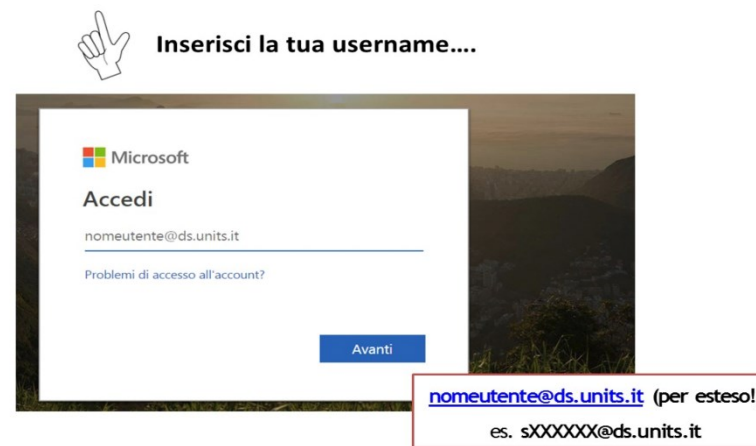 Inserisci la tua username....
Microsoft
Accedi
nomeutente@ds.units.it
Problemi di accesso all'account?
Avanti
nomeutente@ds.units.it (per esteso!
es. sXXXXXX@ds.units.it